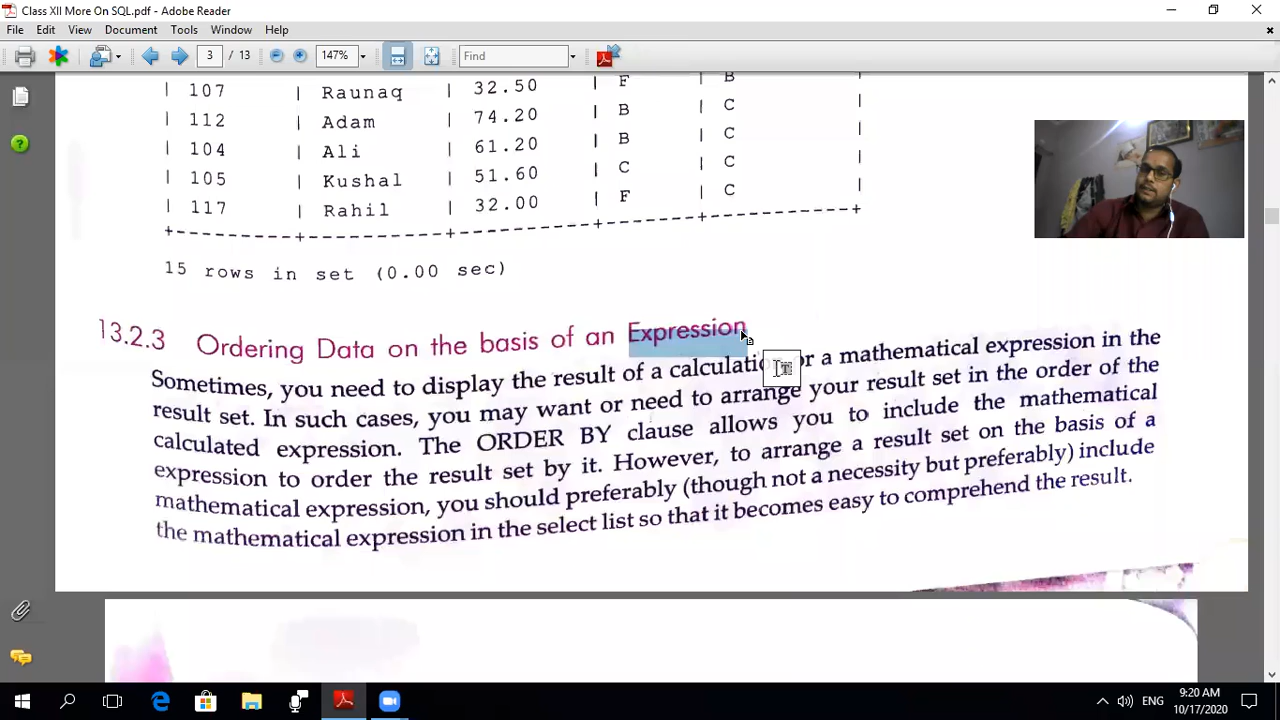 Class XII More On SQL.pdf - Adobe Reader
File Edit View Document Tools Window Help
3 / 13 147% Find
| 107 | Raunaq | 32.50 | F | B |
| 112 | Adam | 74.20 | B | C |
| 104 | Ali | 61.20 | B | C |
| 105 | Kushal | 51.60 | C | C |
| 117 | Rahil | 32.00 | F | C |
15 rows in set (0.00 sec)
13.2.3 Ordering Data on the basis of an Expression
Sometimes, you need to display the result of a calculation or a mathematical expression in the
result set. In such cases, you may want or need to arrange your result set in the order of the
calculated expression. The ORDER BY clause allows you to include the mathematical
expression to order the result set by it. However, to arrange a result set on the basis of a
mathematical expression, you should preferably (though not a necessity but preferably) include
the mathematical expression in the select list so that it becomes easy to comprehend the result.
ENG
9:20 AM
10/17/2020